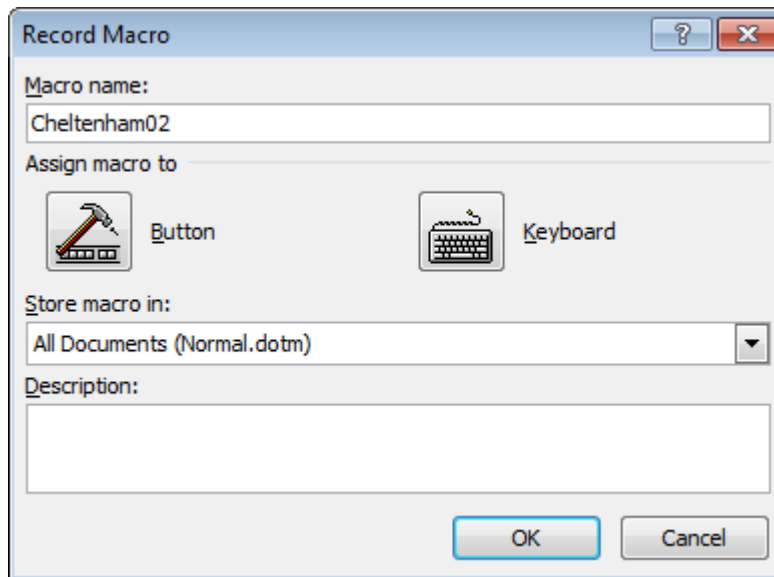 Record Macro
Macro name:
Cheltenham02
Assign macro to
Button
Keyboard
Store macro in:
All Documents (Normal.dotm)
Description:
OK
Cancel